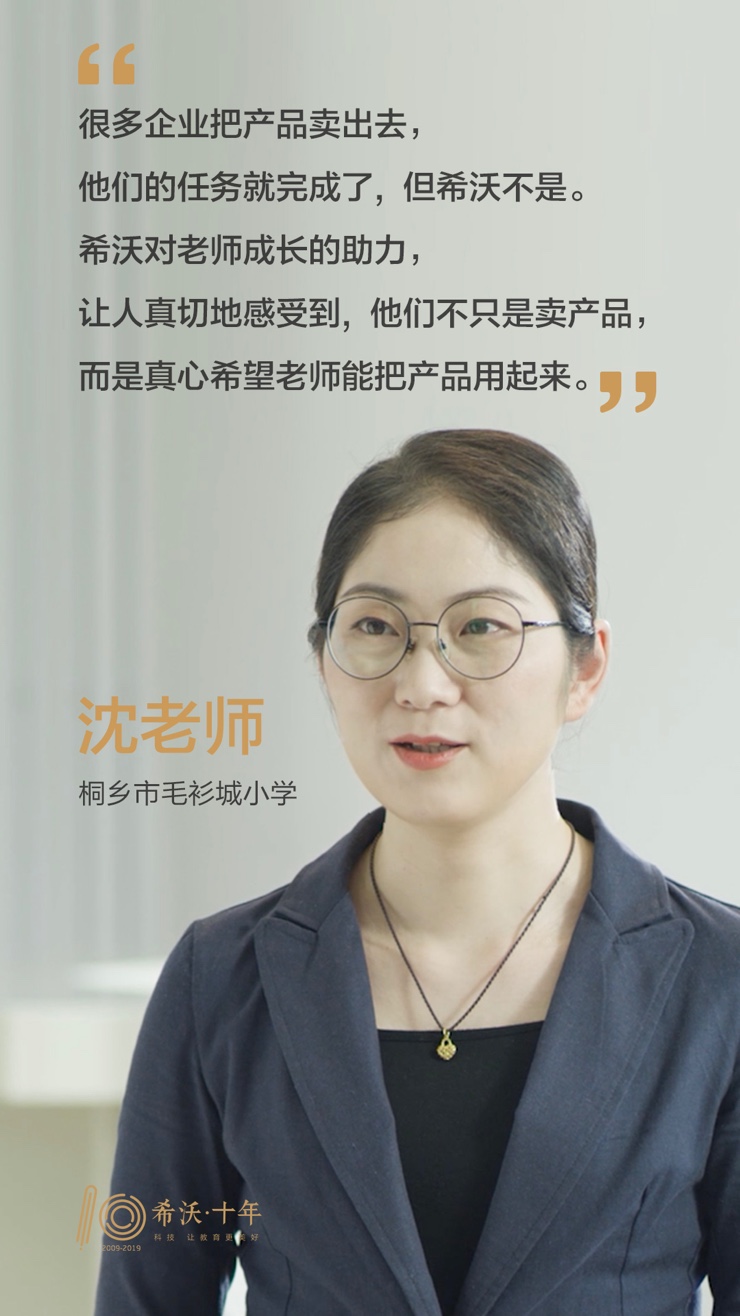 “
很多企业把产品卖出去，
他们的任务就完成了，但希沃不是。
希沃对老师成长的助力，
让人真切地感受到，他们不只是卖产品，
而是真心希望老师能把产品用起来。”
沈老师
桐乡市毛衫城小学
10 希沃·十年
科技 让教育更美好
2009-2019